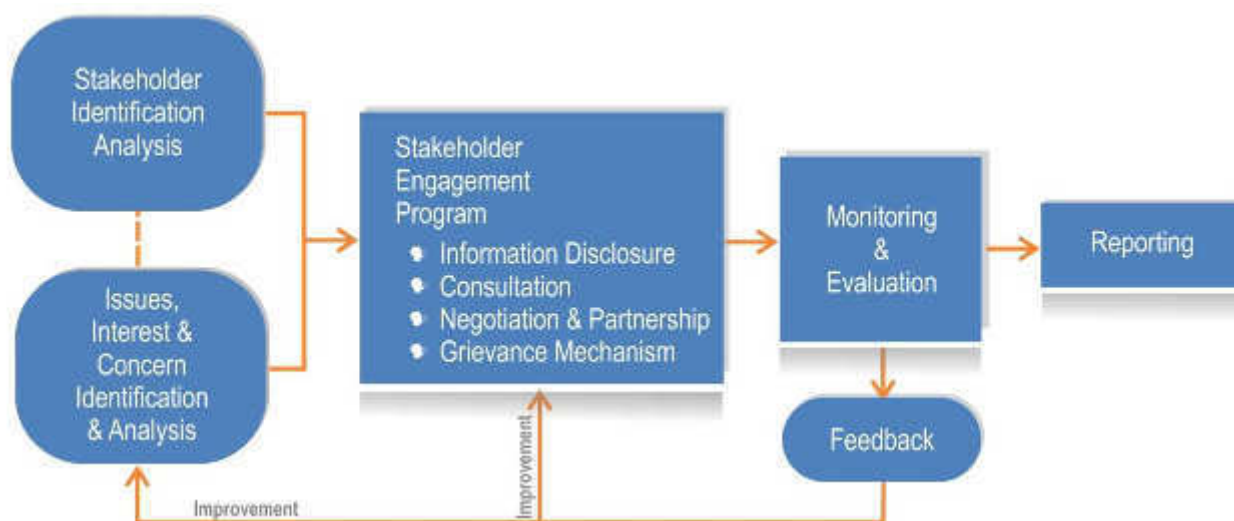 Stakeholder
Identification
Analysis
Issues,
Interest &
Concern
Identification
& Analysis
Stakeholder
Engagement
Program
Information Disclosure
Consultation
Negotiation & Partnership
Grievance Mechanism
Monitoring
&
Evaluation
Reporting
Feedback
Improvement
Improvement